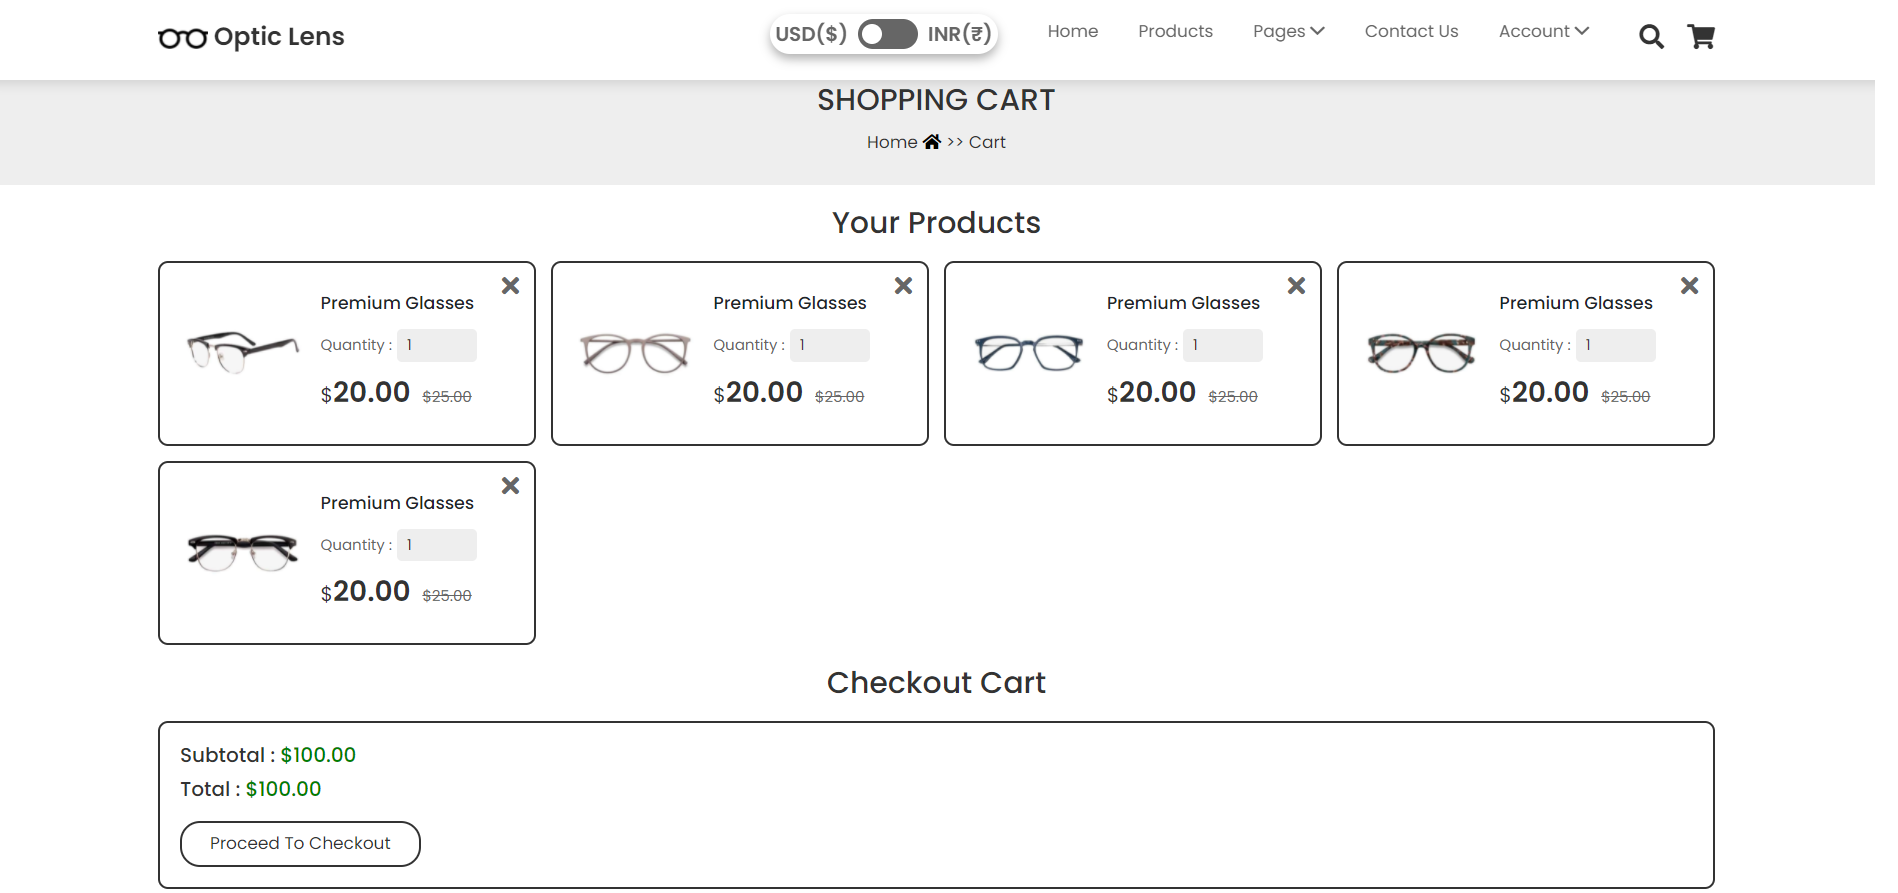 Optic Lens
USD($) INR(₹)
Home Products Pages Contact Us Account
SHOPPING CART
Home >> Cart
Your Products
Premium Glasses
Quantity : 1
$20.00 $25.00
Premium Glasses
Quantity : 1
$20.00 $25.00
Premium Glasses
Quantity : 1
$20.00 $25.00
Premium Glasses
Quantity : 1
$20.00 $25.00
Premium Glasses
Quantity : 1
$20.00 $25.00
Checkout Cart
Subtotal : $100.00
Total : $100.00
Proceed To Checkout